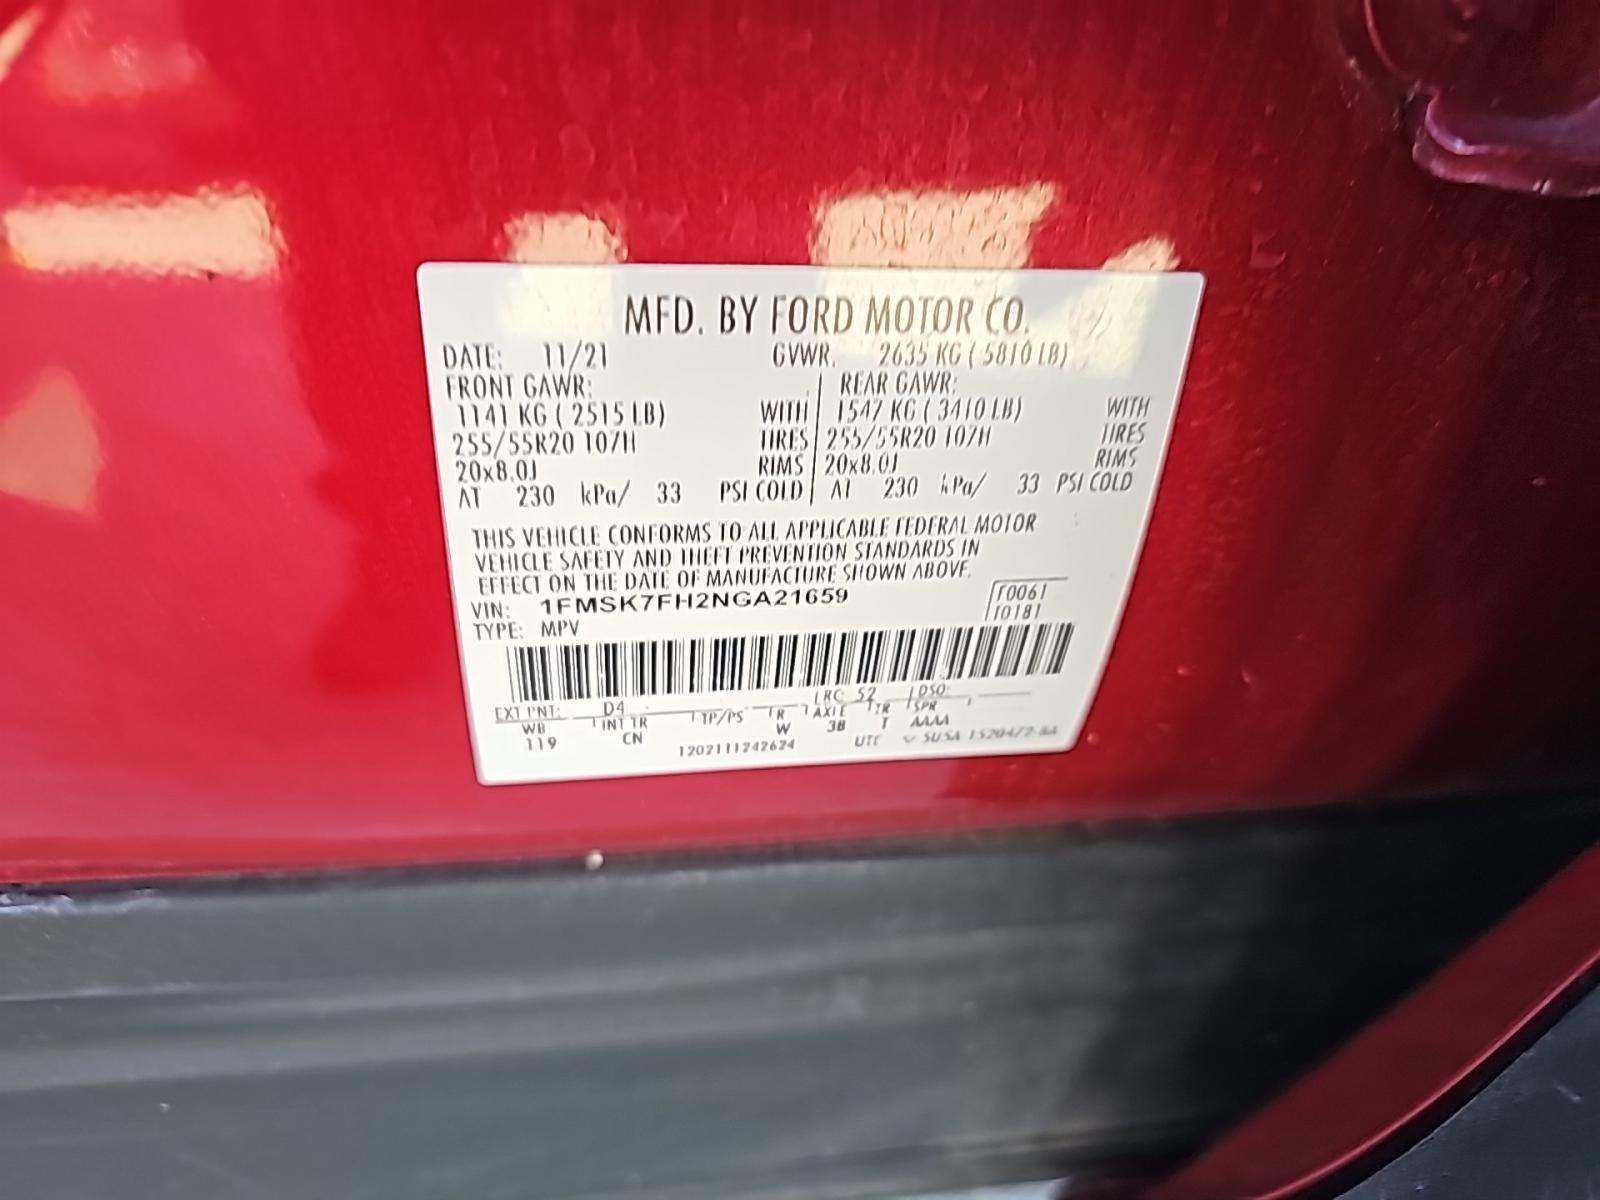 MFD. BY FORD MOTOR CO.
DATE: 11/21 GVWR. 2635 KG ( 5810 LB)
FRONT GAWR: REAR GAWR:
1141 KG ( 2515 LB) WITH 1547 KG ( 3410 LB) WITH
255/55R20 107H TIRES 255/55R20 107H TIRES
20x8.0J RIMS 20x8.0J RIMS
AT 230 kPa/ 33 PSI COLD AT 230 kPa/ 33 PSI COLD
THIS VEHICLE CONFORMS TO ALL APPLICABLE FEDERAL MOTOR
VEHICLE SAFETY AND THEFT PREVENTION STANDARDS IN
EFFECT ON THE DATE OF MANUFACTURE SHOWN ABOVE.
VIN: 1FMSK7FH2NGA21659 F0061
TYPE: MPV T0181
LRC 52 DSO:
EXT PNT: D4
WB INT TR TP/PS R AXLE TR SPR
119 CN W 3B T AAAA
1202111242624 UTC